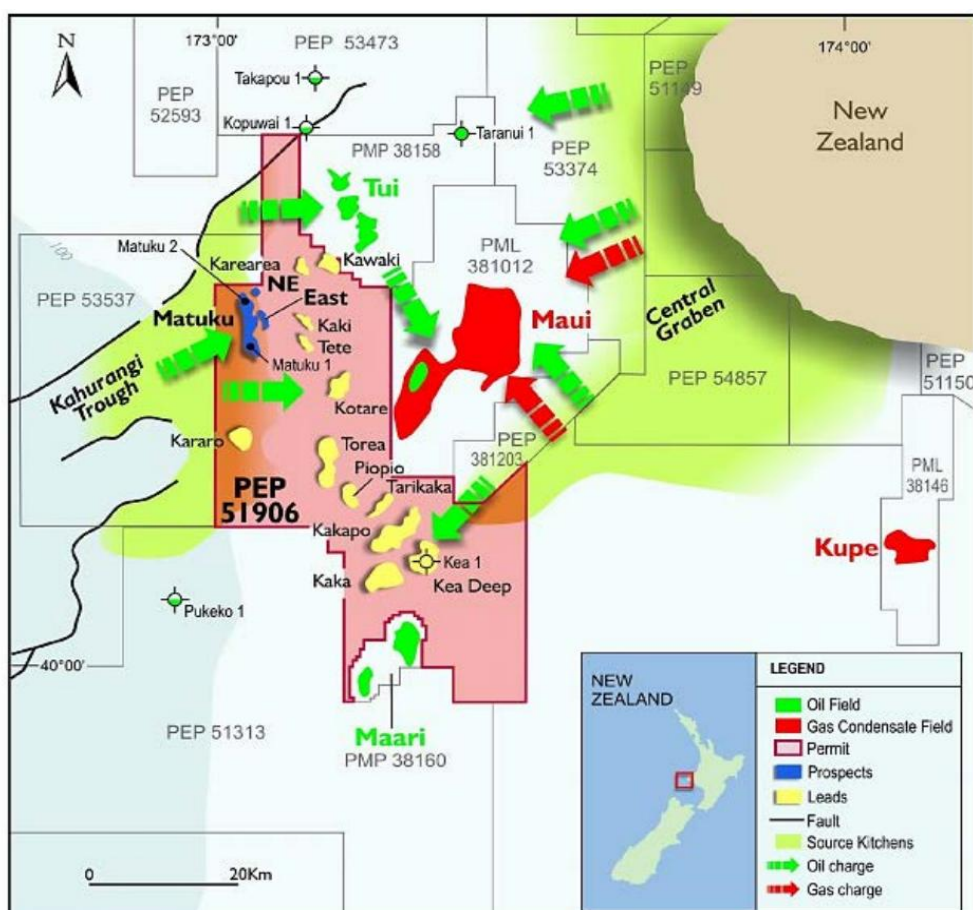 N
173°00'
PEP 53473
174°00'
Takapou 1
PEP
52593
PEP
51149
New
Zealand
Kopuwai 1
Taranui 1
PMP 38158
PEP
53374
Tui
100
Matuku 2
Karearea
Kawaki
PML
381012
PEP 53537
NE
East
Matuku
Maui
Central
Graben
Kaki
Tete
Matuku 1
Kahurangi
Trough
Kotare
PEP 54857
PEP
51150
Kararo
Torea
PEP
381203
Piopio
Tarikaka
PML
38146
PEP
51906
Kakapo
Kupe
Kea 1
Kaka
Kea Deep
Pukeko 1
40°00'
PEP 51313
Maari
PMP 38160
0 20Km
NEW
ZEALAND
LEGEND
Oil Field
Gas Condensate Field
Permit
Prospects
Leads
Fault
Source Kitchens
Oil charge
Gas charge